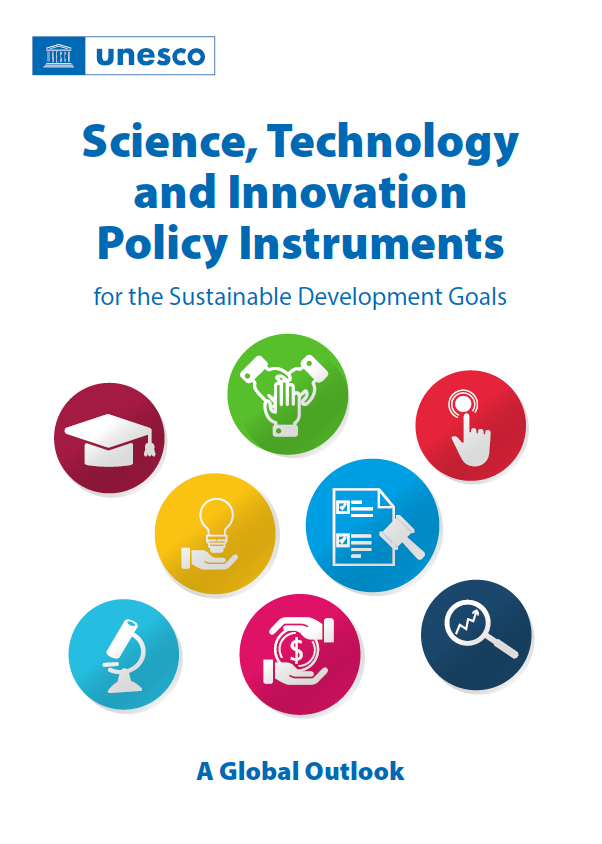 unesco
Science, Technology
and Innovation
Policy Instruments
for the Sustainable Development Goals
$
A Global Outlook